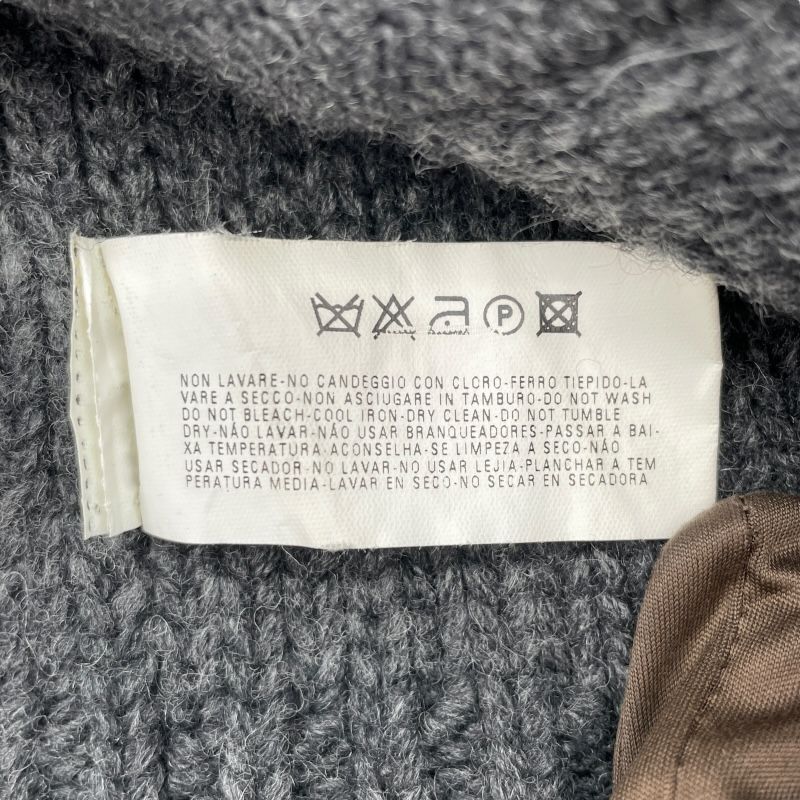 P
NON LAVARE-NO CANDEGGIO CON CLORO-FERRO TIEPIDO-LA
VARE A SECCO-NON ASCIUGARE IN TAMBURO-DO NOT WASH
DO NOT BLEACH-COOL IRON-DRY CLEAN-DO NOT TUMBLE
DRY-NÃO LAVAR-NÃO USAR BRANQUEADORES-PASSAR A BAI-
XA TEMPERATURA-ACONSELHA-SE LIMPEZA A SECO-NÃO
USAR SECADOR-NO LAVAR-NO USAR LEJIA-PLANCHAR A TEM
PERATURA MEDIA-LAVAR EN SECO-NO SECAR EN SECADORA